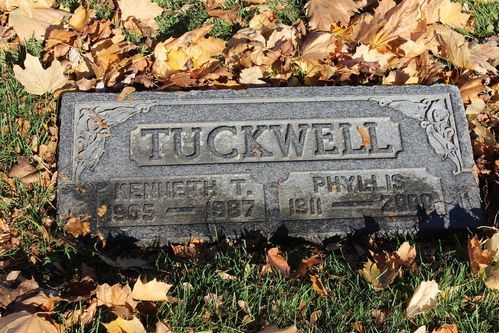 TUCKWELL
KENNETH T. PHYLLIS
1905 — 1987 1911 — 2000